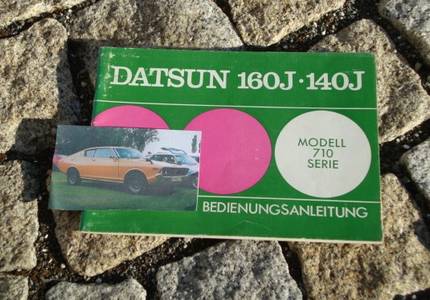 DATSUN 160J·140J
MODELL
710
SERIE
BEDIENUNGSANLEITUNG